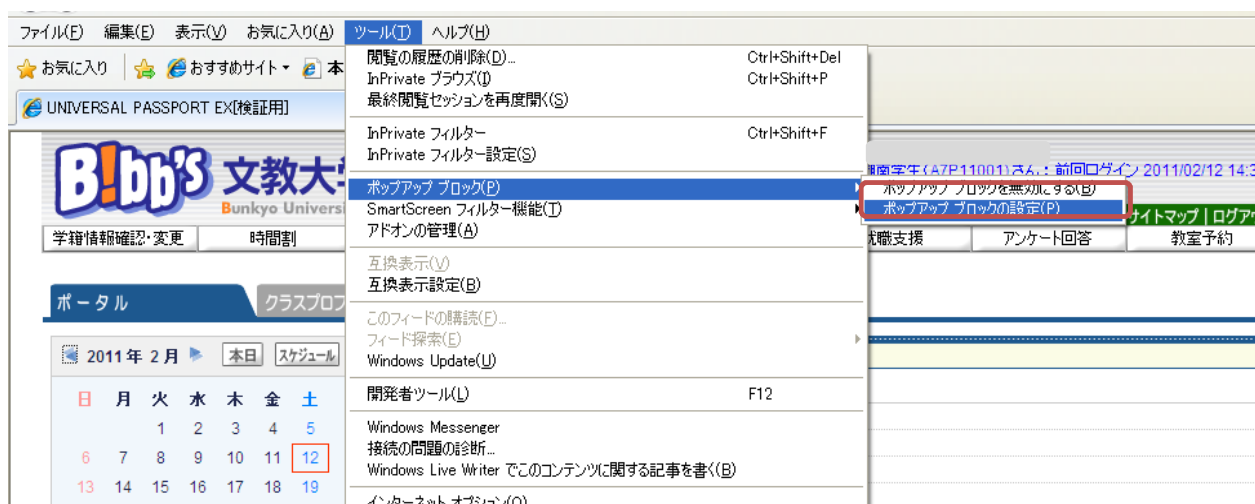 ファイル(F) 編集(E) 表示(V) お気に入り(A) ツール(T) ヘルプ(H)
お気に入り おすすめサイト 本
UNIVERSAL PASSPORT EX[検証用]
閲覧の履歴の削除(D)... Ctrl+Shift+Del
InPrivate ブラウズ(I) Ctrl+Shift+P
最終閲覧セッションを再度開く(S)
InPrivate フィルター Ctrl+Shift+F
InPrivate フィルター設定(S)
ポップアップ ブロック(P)
SmartScreen フィルター機能(T)
アドオンの管理(A)
互換表示(V)
互換表示設定(B)
このフィードの購読(F)...
フィード探索(E)
Windows Update(U)
開発者ツール(L) F12
Windows Messenger
接続の問題の診断...
Windows Live Writer でこのコンテンツに関する記事を書く(B)
インターネット オプション(O)
ポップアップ ブロックを無効にする(B)
ポップアップ ブロックの設定(P)
B!bb's 文教大
Bunkyo Universi
南学生(A7P11001)さん：前回ログイン 2011/02/12 14:3
サイトマップ | ログア
学籍情報確認・変更 時間割 職支援 アンケート回答 教室予約
ポータル クラスプロフ
2011年 2月 本日 スケジュール
日 月 火 水 木 金 土
1 2 3 4 5
6 7 8 9 10 11 12
13 14 15 16 17 18 19